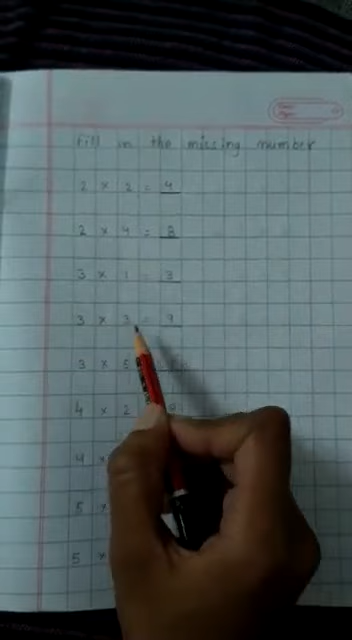 Fill in the missing number
2 × 2 = 4
2 × 4 = 8
3 × 1 = 3
3 × 3 = 9
3 × 5
4 × 2
4 ×
5 ×
5 ×